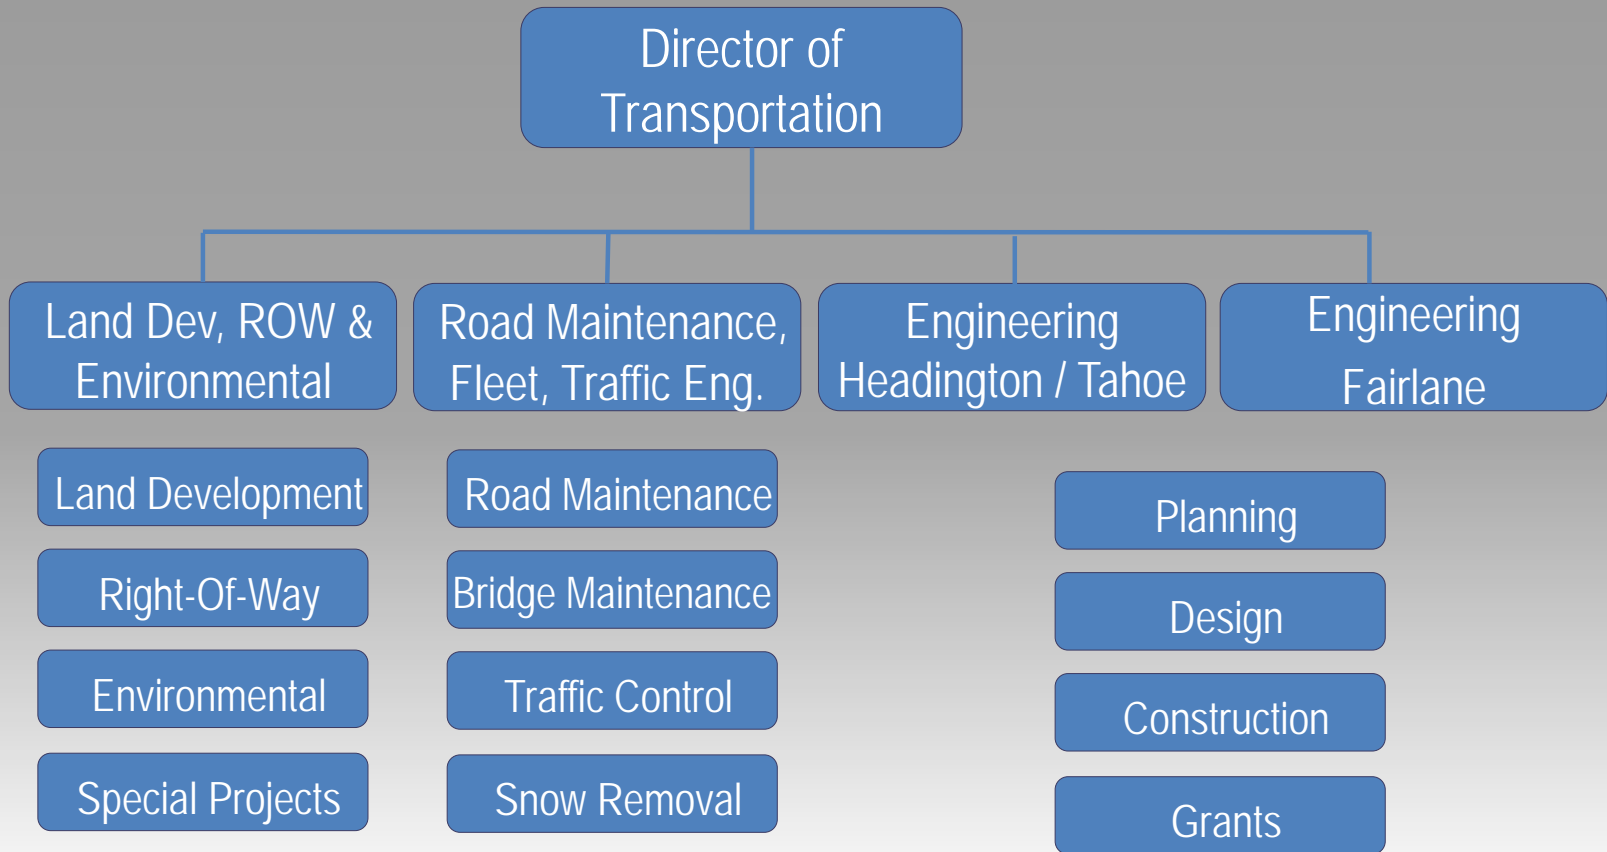 Director of
Transportation
Land Dev, ROW &
Environmental
Road Maintenance,
Fleet, Traffic Eng.
Engineering
Headington / Tahoe
Engineering
Fairlane
Land Development
Right-Of-Way
Environmental
Special Projects
Road Maintenance
Bridge Maintenance
Traffic Control
Snow Removal
Planning
Design
Construction
Grants